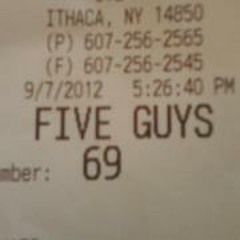 ITHACA, NY 14850
(P) 607-256-2565
(F) 607-256-2545
9/7/2012 5:26:40 PM
FIVE GUYS
mber: 69